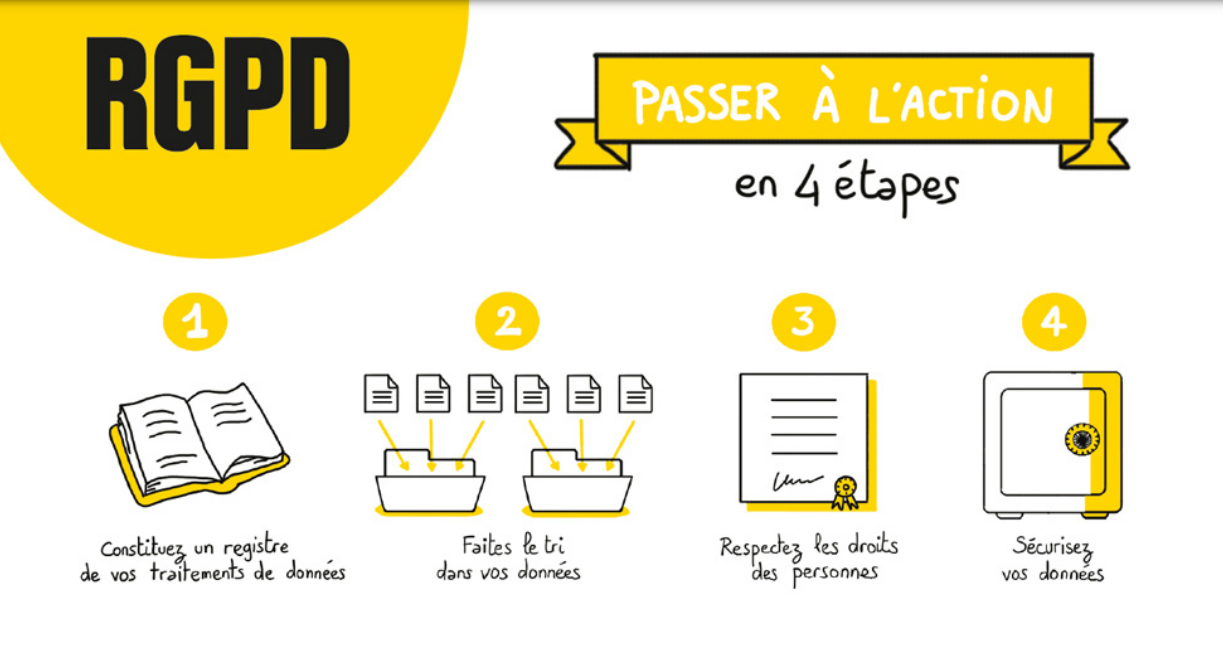 RGPD
PASSER À L'ACTION
en 4 étapes
1
2
3
4
Constituez un registre
de vos traitements de données
Faites le tri
dans vos données
Respectez les droits
des personnes
Sécurisez
vos données